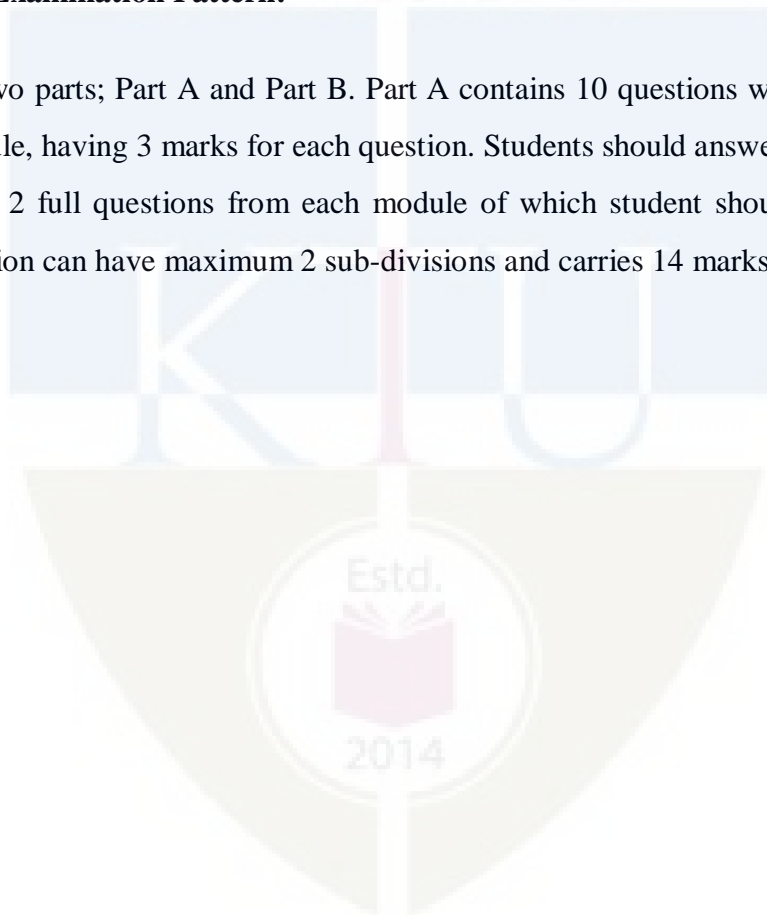 Examination Pattern:
wo parts; Part A and Part B. Part A contains 10 questions w
le, having 3 marks for each question. Students should answe
2 full questions from each module of which student shou
ion can have maximum 2 sub-divisions and carries 14 marks
KTU
Estd.
2014